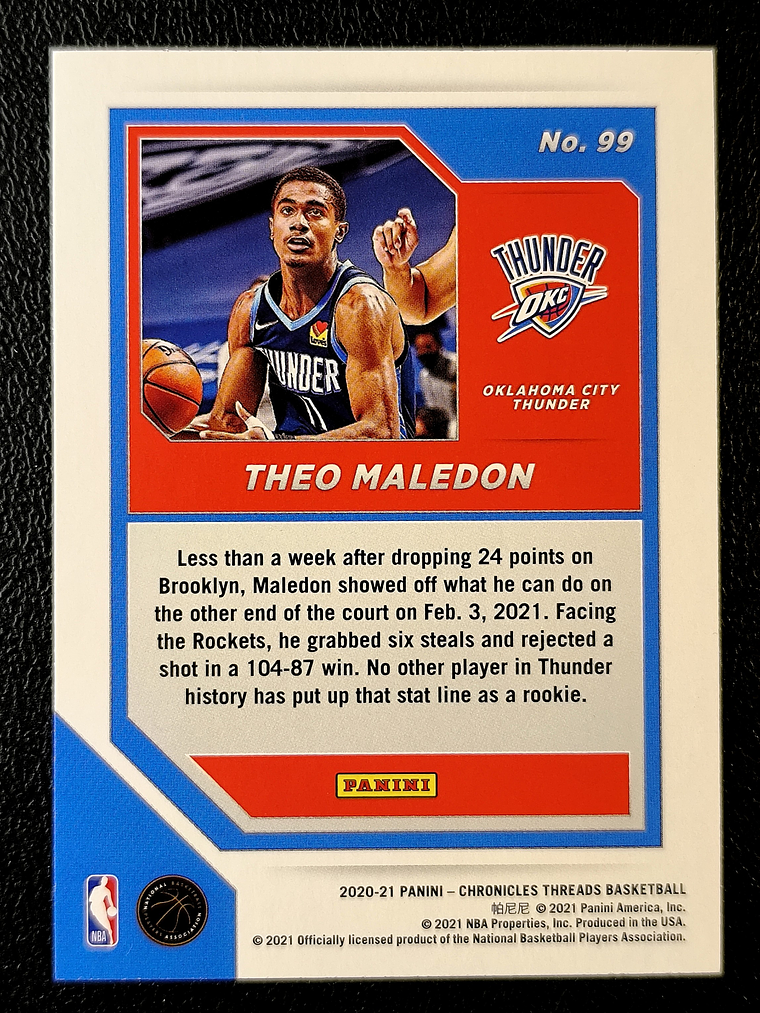 No. 99
THUNDER
OKC
THUNDER
OKLAHOMA CITY
THUNDER
THEO MALEDON
Less than a week after dropping 24 points on
Brooklyn, Maledon showed off what he can do on
the other end of the court on Feb. 3, 2021. Facing
the Rockets, he grabbed six steals and rejected a
shot in a 104-87 win. No other player in Thunder
history has put up that stat line as a rookie.
PANINI
NBA
NATIONAL BASKETBALL
PLAYERS ASSOCIATION
2020-21 PANINI – CHRONICLES THREADS BASKETBALL
帕尼尼 © 2021 Panini America, Inc.
© 2021 NBA Properties, Inc. Produced in the USA.
© 2021 Officially licensed product of the National Basketball Players Association.